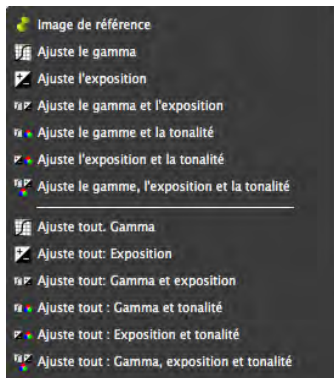 Image de référence
Ajuste le gamma
Ajuste l'exposition
Ajuste le gamma et l'exposition
Ajuste le gamme et la tonalité
Ajuste l'exposition et la tonalité
Ajuste le gamme, l'exposition et la tonalité
Ajuste tout. Gamma
Ajuste tout: Exposition
Ajuste tout: Gamma et exposition
Ajuste tout : Gamma et tonalité
Ajuste tout : Exposition et tonalité
Ajuste tout : Gamma, exposition et tonalité